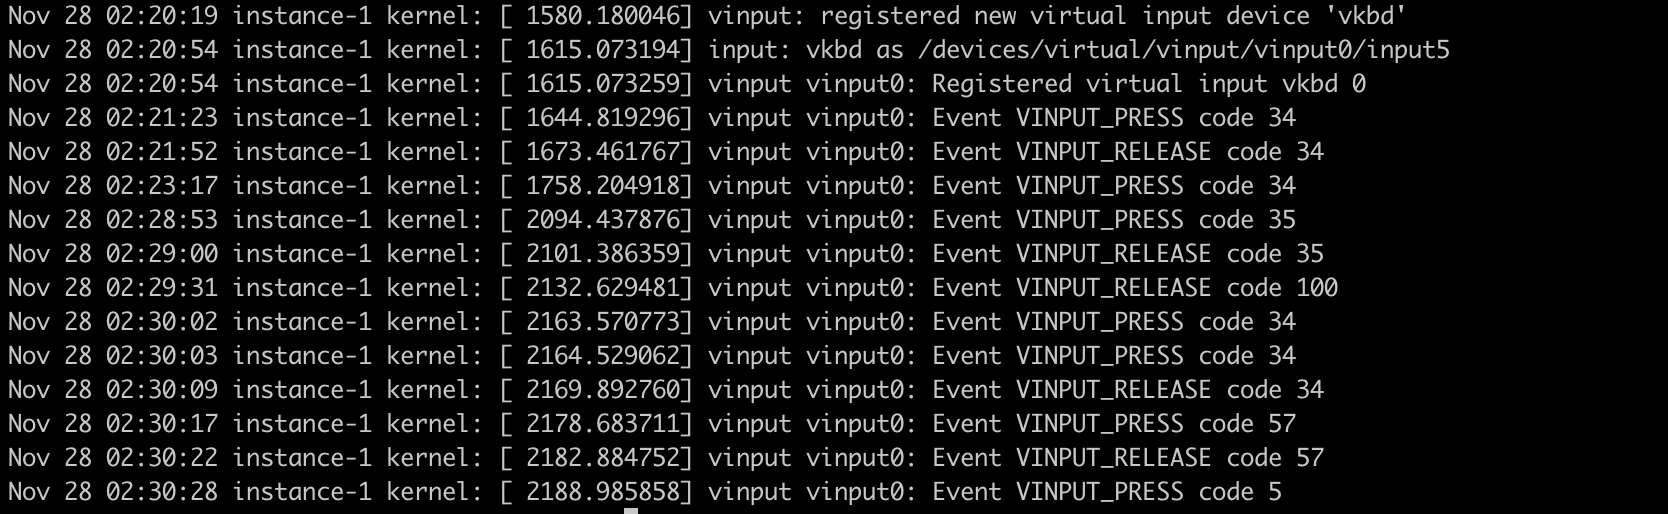 Nov 28 02:20:19 instance-1 kernel: [ 1580.180046] vinput: registered new virtual input device 'vkbd'
Nov 28 02:20:54 instance-1 kernel: [ 1615.073194] input: vkbd as /devices/virtual/vinput/vinput0/input5
Nov 28 02:20:54 instance-1 kernel: [ 1615.073259] vinput vinput0: Registered virtual input vkbd 0
Nov 28 02:21:23 instance-1 kernel: [ 1644.819296] vinput vinput0: Event VINPUT_PRESS code 34
Nov 28 02:21:52 instance-1 kernel: [ 1673.461767] vinput vinput0: Event VINPUT_RELEASE code 34
Nov 28 02:23:17 instance-1 kernel: [ 1758.204918] vinput vinput0: Event VINPUT_PRESS code 34
Nov 28 02:28:53 instance-1 kernel: [ 2094.437876] vinput vinput0: Event VINPUT_PRESS code 35
Nov 28 02:29:00 instance-1 kernel: [ 2101.386359] vinput vinput0: Event VINPUT_RELEASE code 35
Nov 28 02:29:31 instance-1 kernel: [ 2132.629481] vinput vinput0: Event VINPUT_RELEASE code 100
Nov 28 02:30:02 instance-1 kernel: [ 2163.570773] vinput vinput0: Event VINPUT_PRESS code 34
Nov 28 02:30:03 instance-1 kernel: [ 2164.529062] vinput vinput0: Event VINPUT_PRESS code 34
Nov 28 02:30:09 instance-1 kernel: [ 2169.892760] vinput vinput0: Event VINPUT_RELEASE code 34
Nov 28 02:30:17 instance-1 kernel: [ 2178.683711] vinput vinput0: Event VINPUT_PRESS code 57
Nov 28 02:30:22 instance-1 kernel: [ 2182.884752] vinput vinput0: Event VINPUT_RELEASE code 57
Nov 28 02:30:28 instance-1 kernel: [ 2188.985858] vinput vinput0: Event VINPUT_PRESS code 5